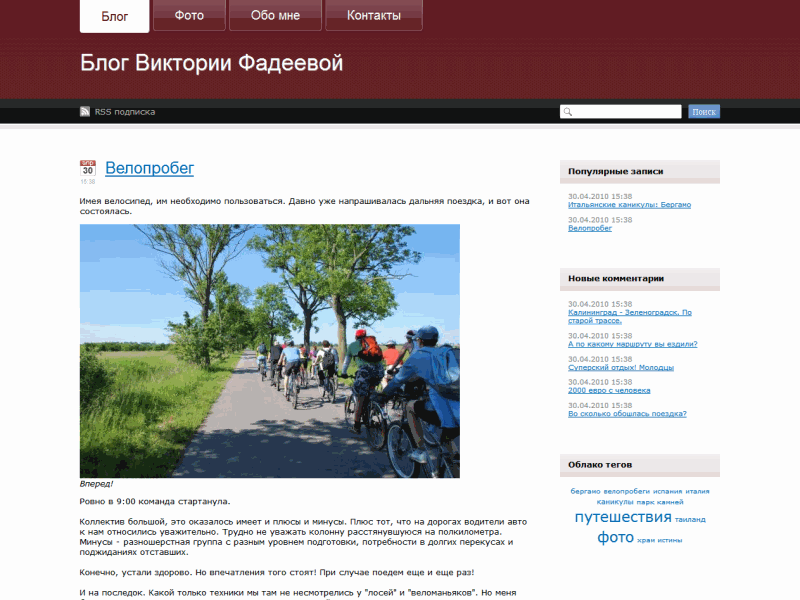 Блог
Фото
Обо мне
Контакты
Блог Виктории Фадеевой
RSS подписка
Поиск
30
15:38
Велопробег
Имея велосипед, им необходимо пользоваться. Давно уже напрашивалась дальняя поездка, и вот она
состоялась.
Вперед!
Ровно в 9:00 команда стартанула.
Коллектив большой, это оказалось имеет и плюсы и минусы. Плюс тот, что на дорогах водители авто
к нам относились уважительно. Трудно не уважать колонну расстянувшуюся на полкилометра.
Минусы - разношерстная группа с разным уровнем подготовки, потребности в долгих перекусах и
поджиданиях отставших.
Конечно, устали здорово. Но впечатления того стоят! При случае поедем еще и еще раз!
И на последок. Какой только техники мы там не несмотрелись у "лосей" и "веломаньяков". Но меня
Популярные записи
30.04.2010 15:38
Итальянские каникулы: Бергамо
30.04.2010 15:38
Велопробег
Новые комментарии
30.04.2010 15:38
Калининград - Зеленоградск. По
старой трассе.
30.04.2010 15:38
А по какому маршруту вы ездили?
30.04.2010 15:38
Суперский отдых! Молодцы
30.04.2010 15:38
2000 евро с человека
30.04.2010 15:38
Во сколько обошлась поездка?
Облако тегов
бергамо велопробеги испания италия
каникулы парк камней
путешествия таиланд
фото храм истины